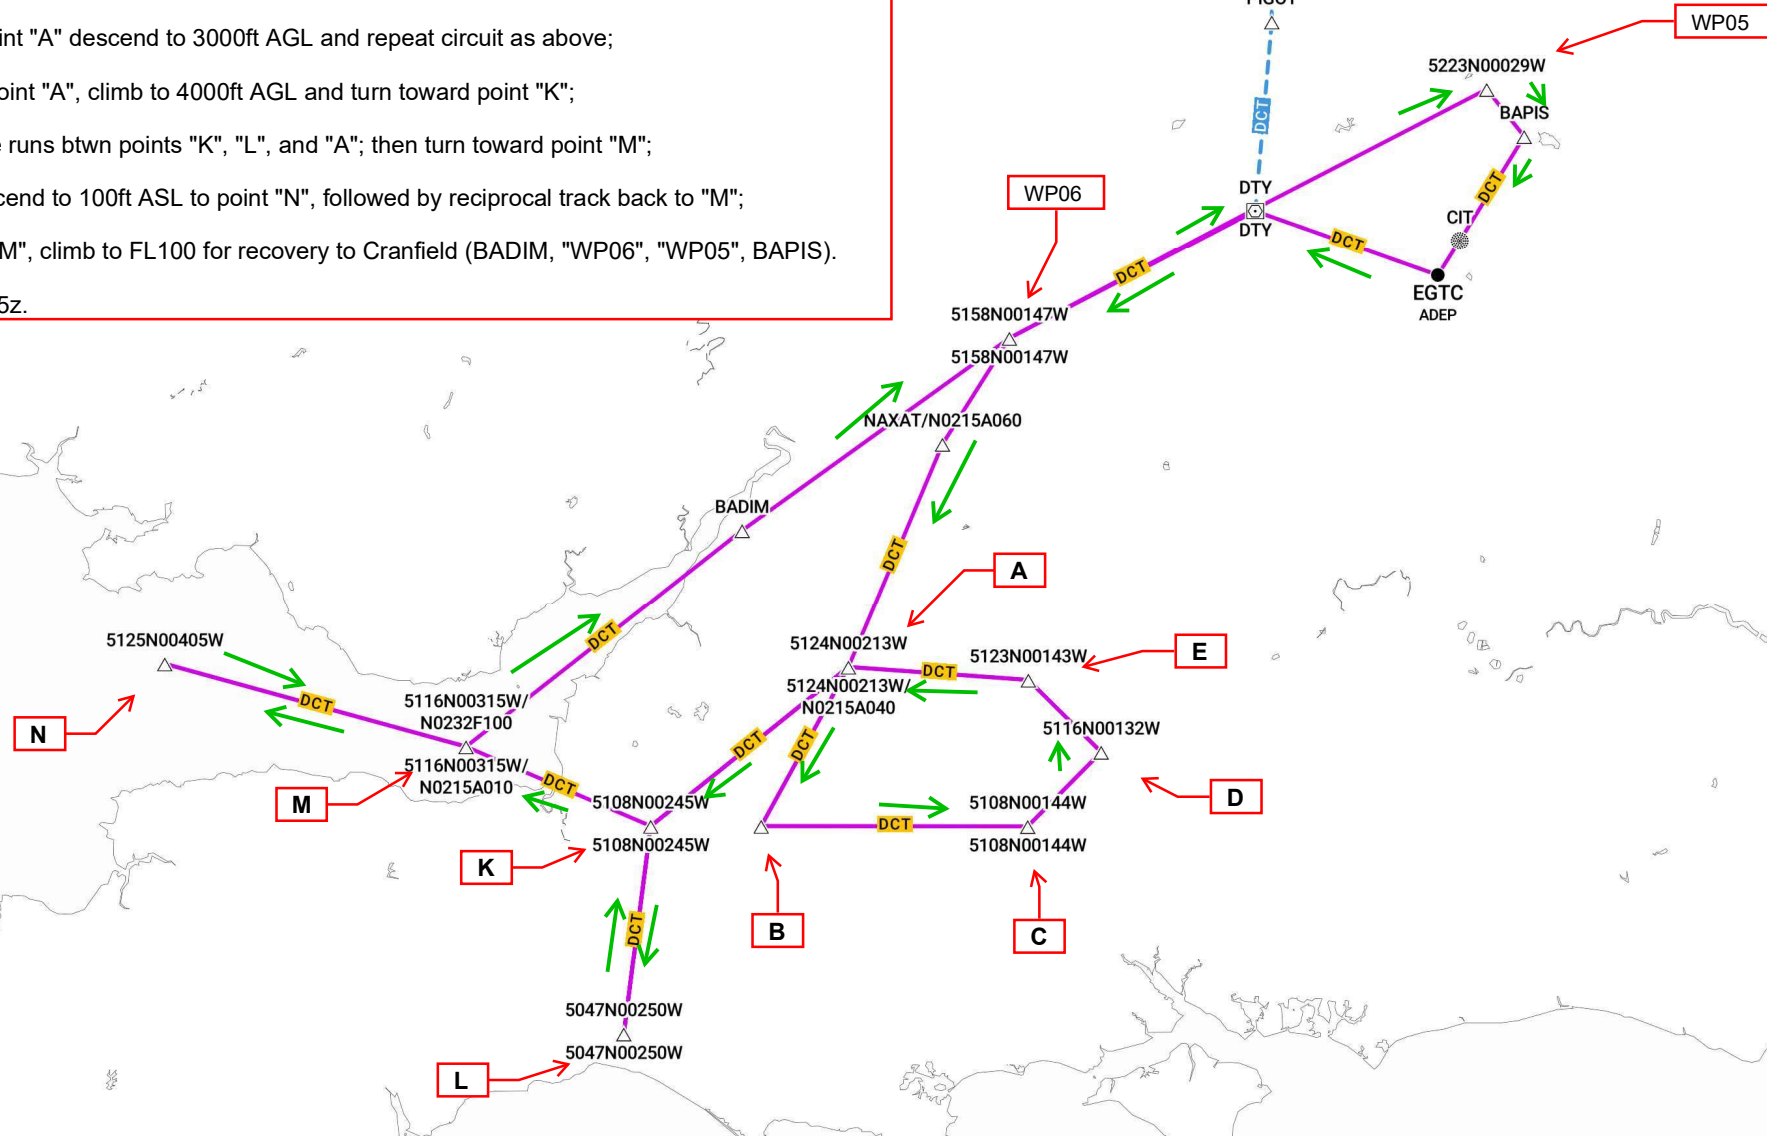 int "A" descend to 3000ft AGL and repeat circuit as above;
oint "A", climb to 4000ft AGL and turn toward point "K";
e runs btwn points "K", "L", and "A"; then turn toward point "M";
cend to 100ft ASL to point "N", followed by reciprocal track back to "M";
M", climb to FL100 for recovery to Cranfield (BADIM, "WP06", "WP05", BAPIS).
5z.
WP05
5223N00029W
BAPIS
DCT
DCT
WP06
DTY
DTY
CIT
DCT
DCT
EGTC
ADEP
DCT
5158N00147W
5158N00147W
NAXAT/N0215A060
BADIM
DCT
A
5125N00405W
DCT
5124N00213W
5124N00213W/
N0215A040
DCT
5123N00143W
E
DCT
5116N00315W/
N0232F100
5116N00315W/
N0215A010
N
M
DCT
DCT
DCT
5116N00132W
D
5108N00245W
5108N00245W
K
DCT
5108N00144W
5108N00144W
B
C
DCT
5047N00250W
5047N00250W
L